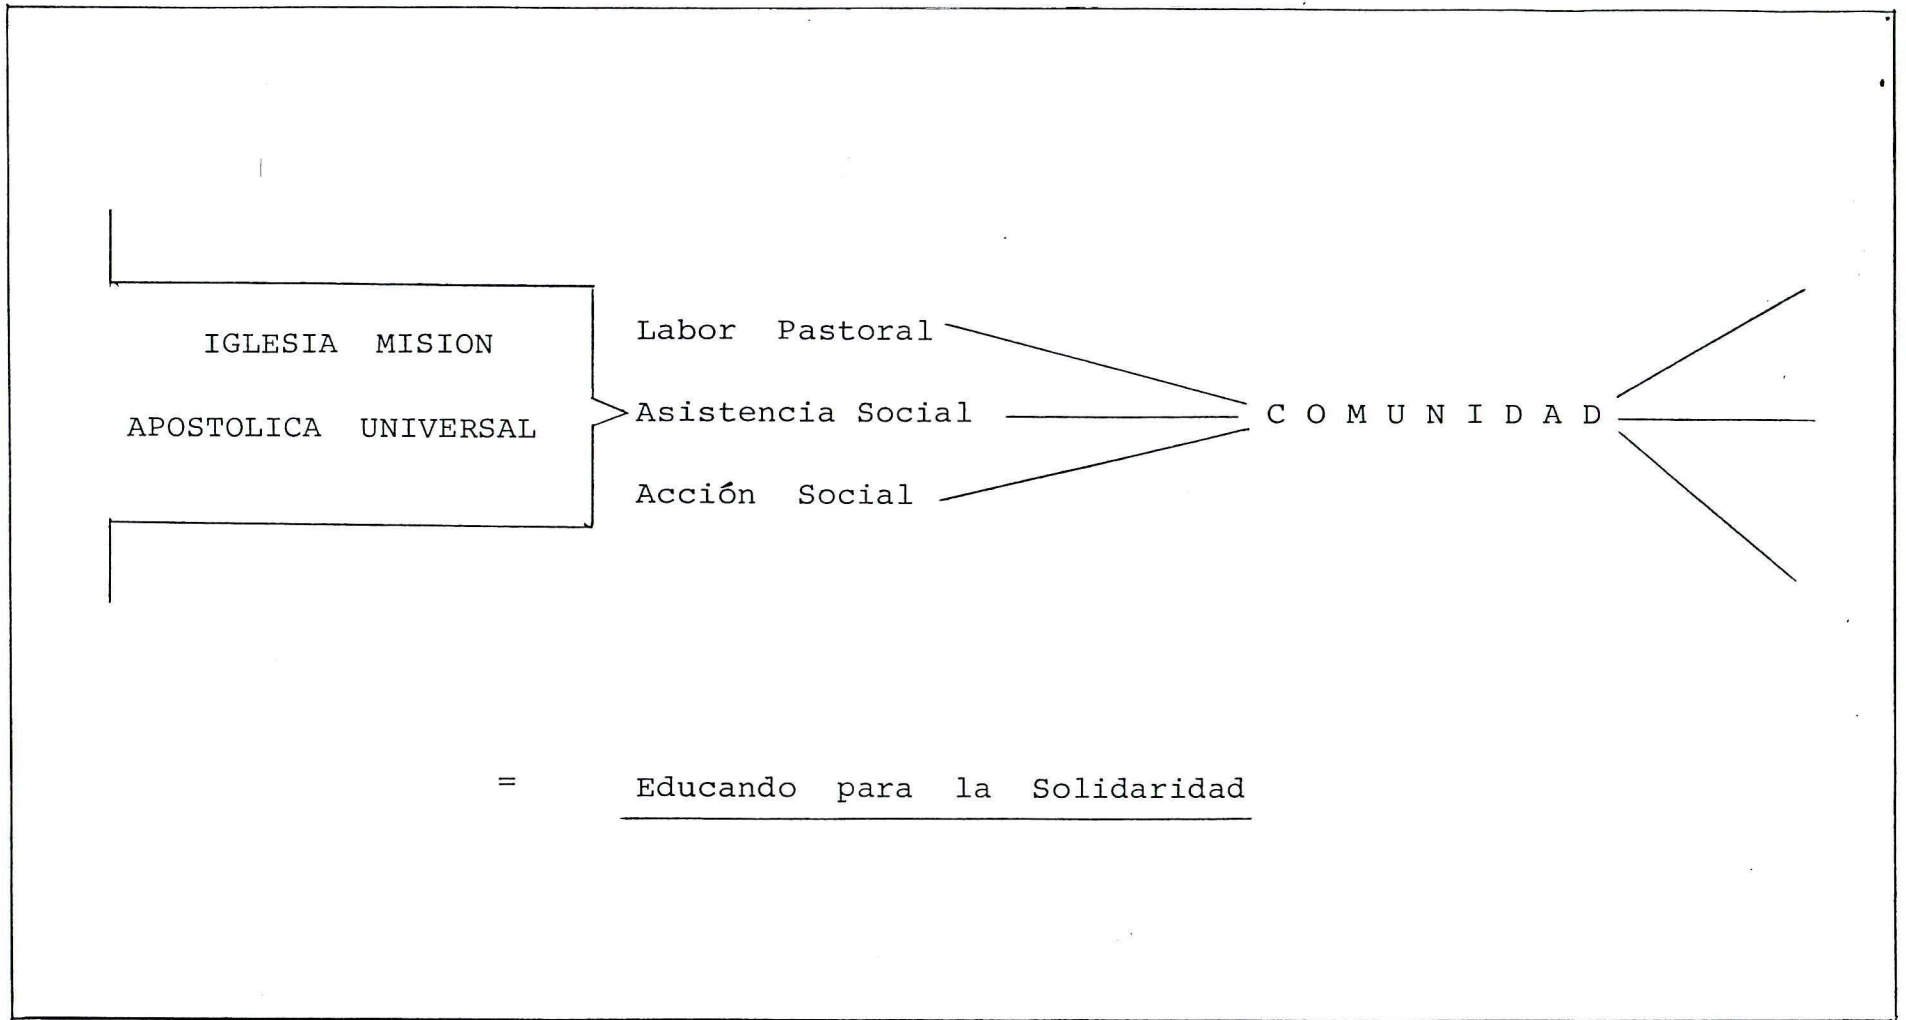 IGLESIA MISION
APOSTOLICA UNIVERSAL
Labor Pastoral
Asistencia Social
Acción Social
C O M U N I D A D
= Educando para la Solidaridad